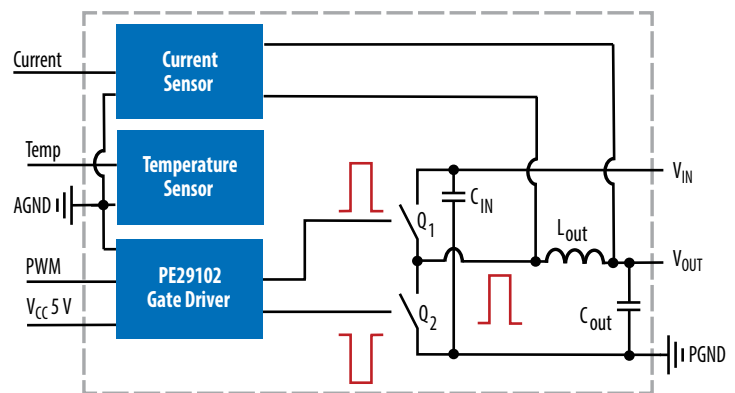 Current
Current
Sensor
Temp
Temperature
Sensor
AGND
PWM
PE29102
Gate Driver
VCC 5 V
Q1
Q2
CIN
Lout
Cout
VIN
VOUT
PGND